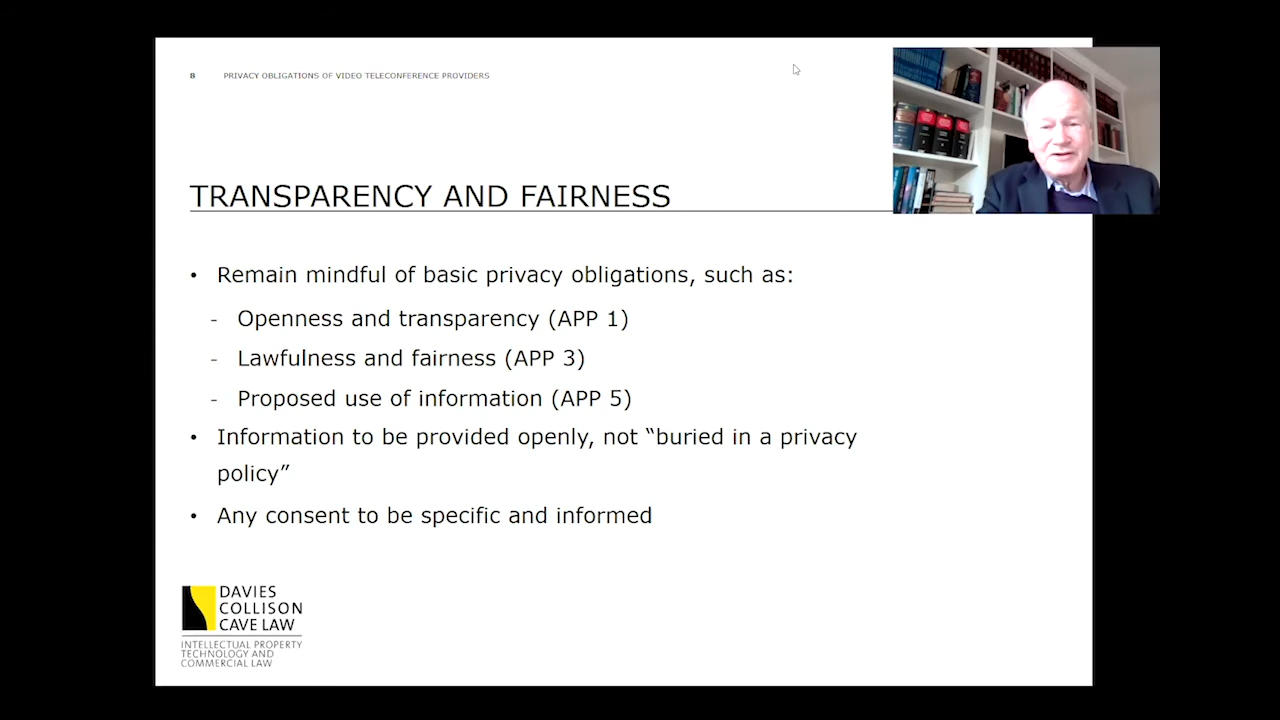 8 PRIVACY OBLIGATIONS OF VIDEO TELECONFERENCE PROVIDERS
TRANSPARENCY AND FAIRNESS
• Remain mindful of basic privacy obligations, such as:
- Openness and transparency (APP 1)
- Lawfulness and fairness (APP 3)
- Proposed use of information (APP 5)
• Information to be provided openly, not “buried in a privacy
policy”
• Any consent to be specific and informed
DAVIES
COLLISON
CAVE LAW
INTELLECTUAL PROPERTY
TECHNOLOGY AND
COMMERCIAL LAW